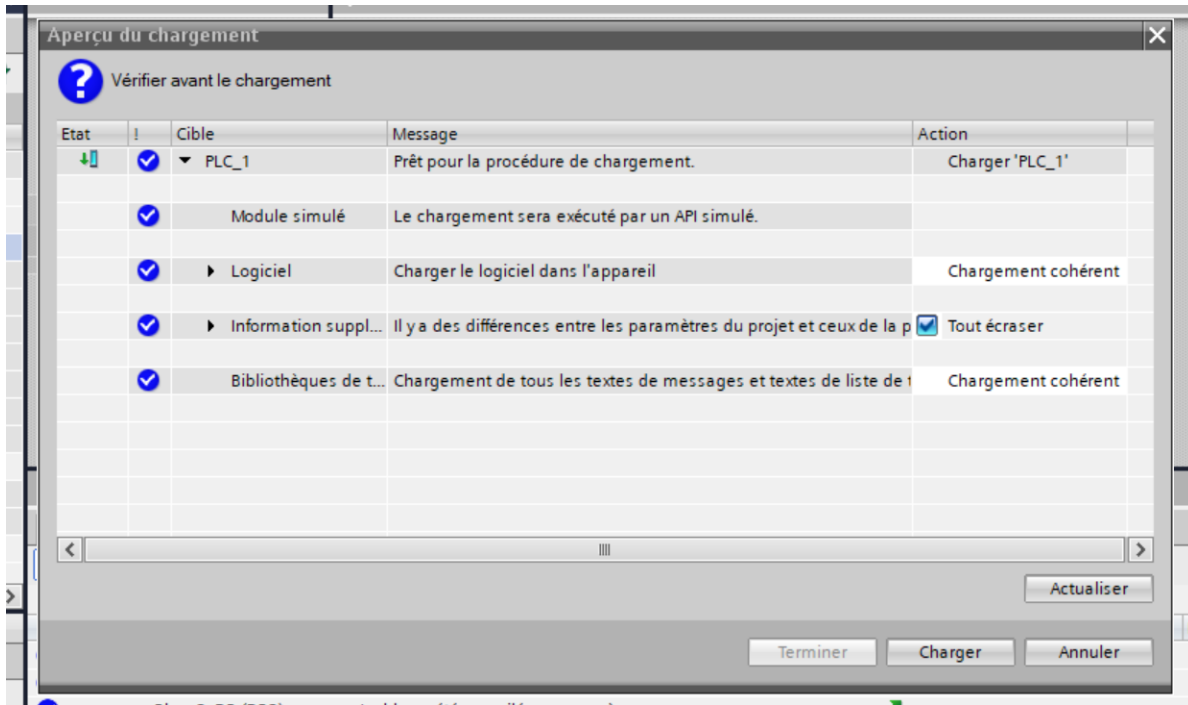 Aperçu du chargement
Vérifier avant le chargement
Etat ! Cible Message Action
PLC_1 Prêt pour la procédure de chargement. Charger 'PLC_1'
Module simulé Le chargement sera exécuté par un API simulé.
Logiciel Charger le logiciel dans l'appareil Chargement cohérent
Information suppl... Il y a des différences entre les paramètres du projet et ceux de la p Tout écraser
Bibliothèques de t... Chargement de tous les textes de messages et textes de liste de t Chargement cohérent
Actualiser
Terminer Charger Annuler